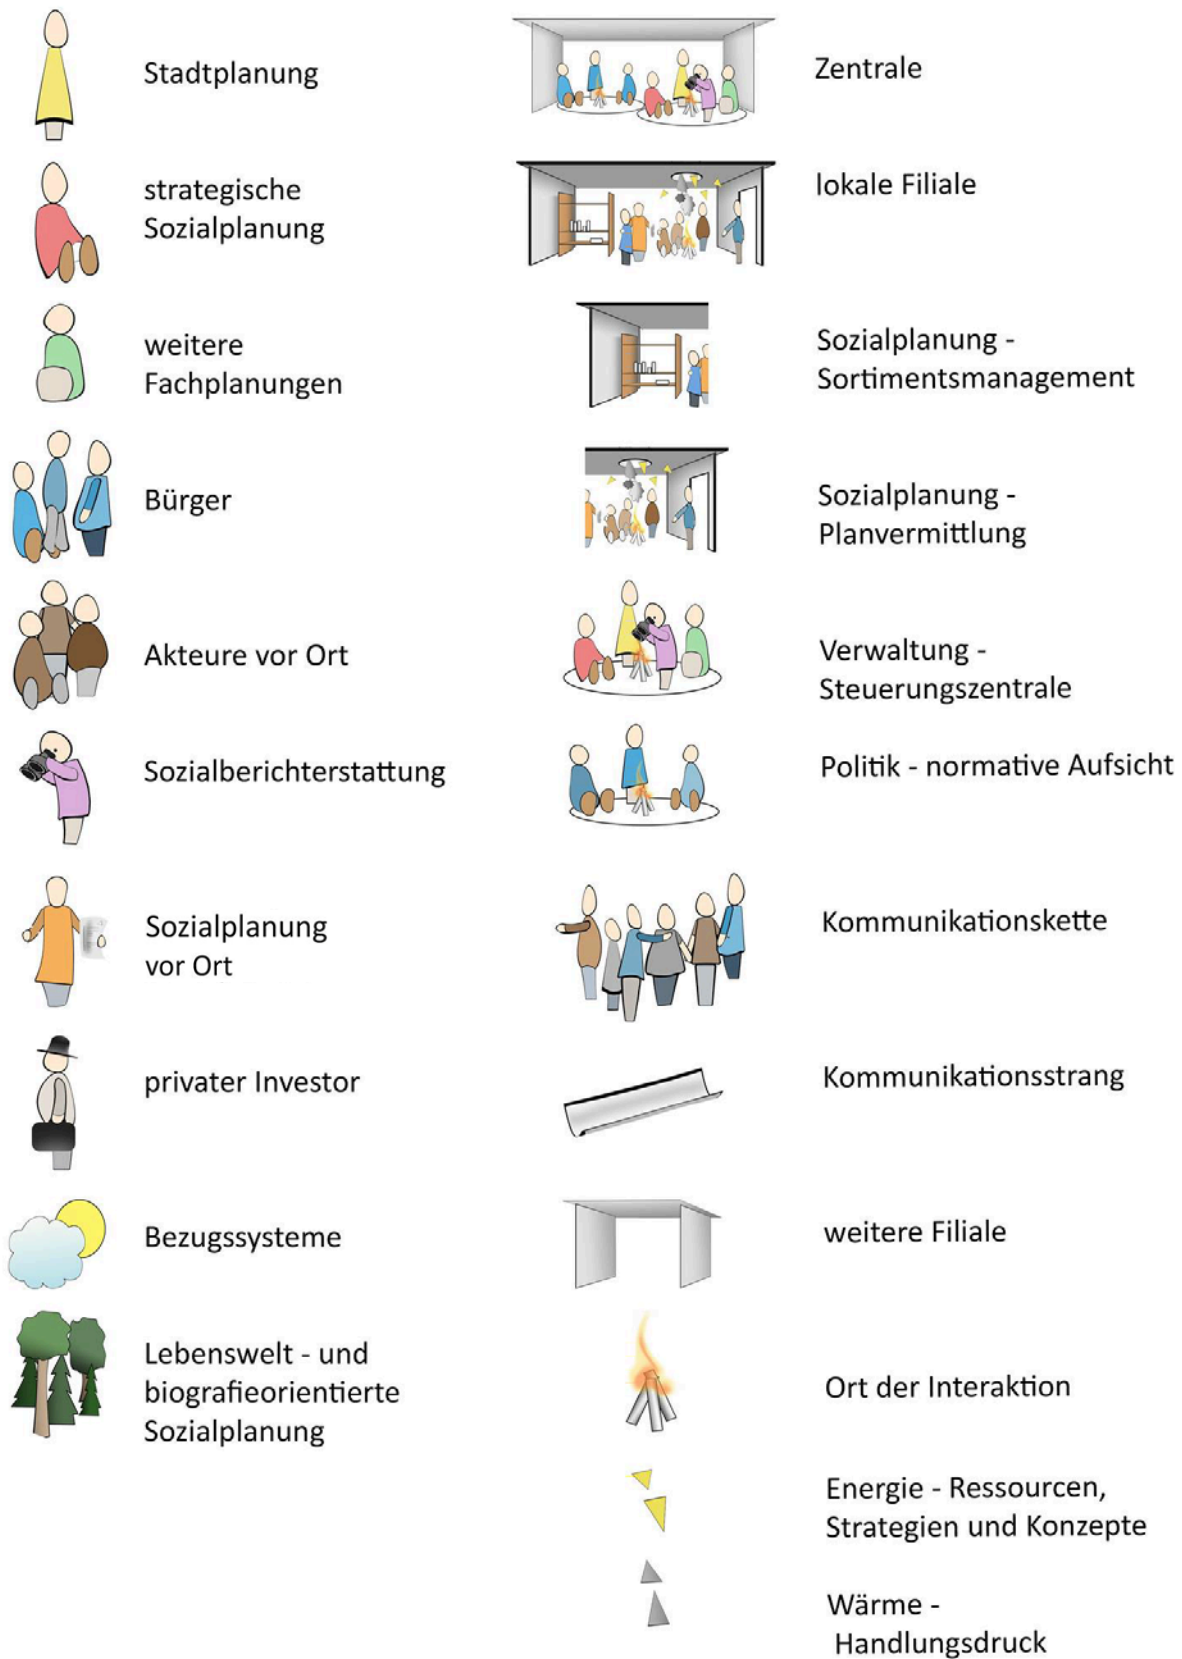 Stadtplanung
strategische
Sozialplanung
weitere
Fachplanungen
Bürger
Akteure vor Ort
Sozialberichterstattung
Sozialplanung
vor Ort
privater Investor
Bezugssysteme
Lebenswelt - und
biografieorientierte
Sozialplanung
Zentrale
lokale Filiale
Sozialplanung -
Sortimentsmanagement
Sozialplanung -
Planvermittlung
Verwaltung -
Steuerungszentrale
Politik - normative Aufsicht
Kommunikationskette
Kommunikationsstrang
weitere Filiale
Ort der Interaktion
Energie - Ressourcen,
Strategien und Konzepte
Wärme -
Handlungsdruck